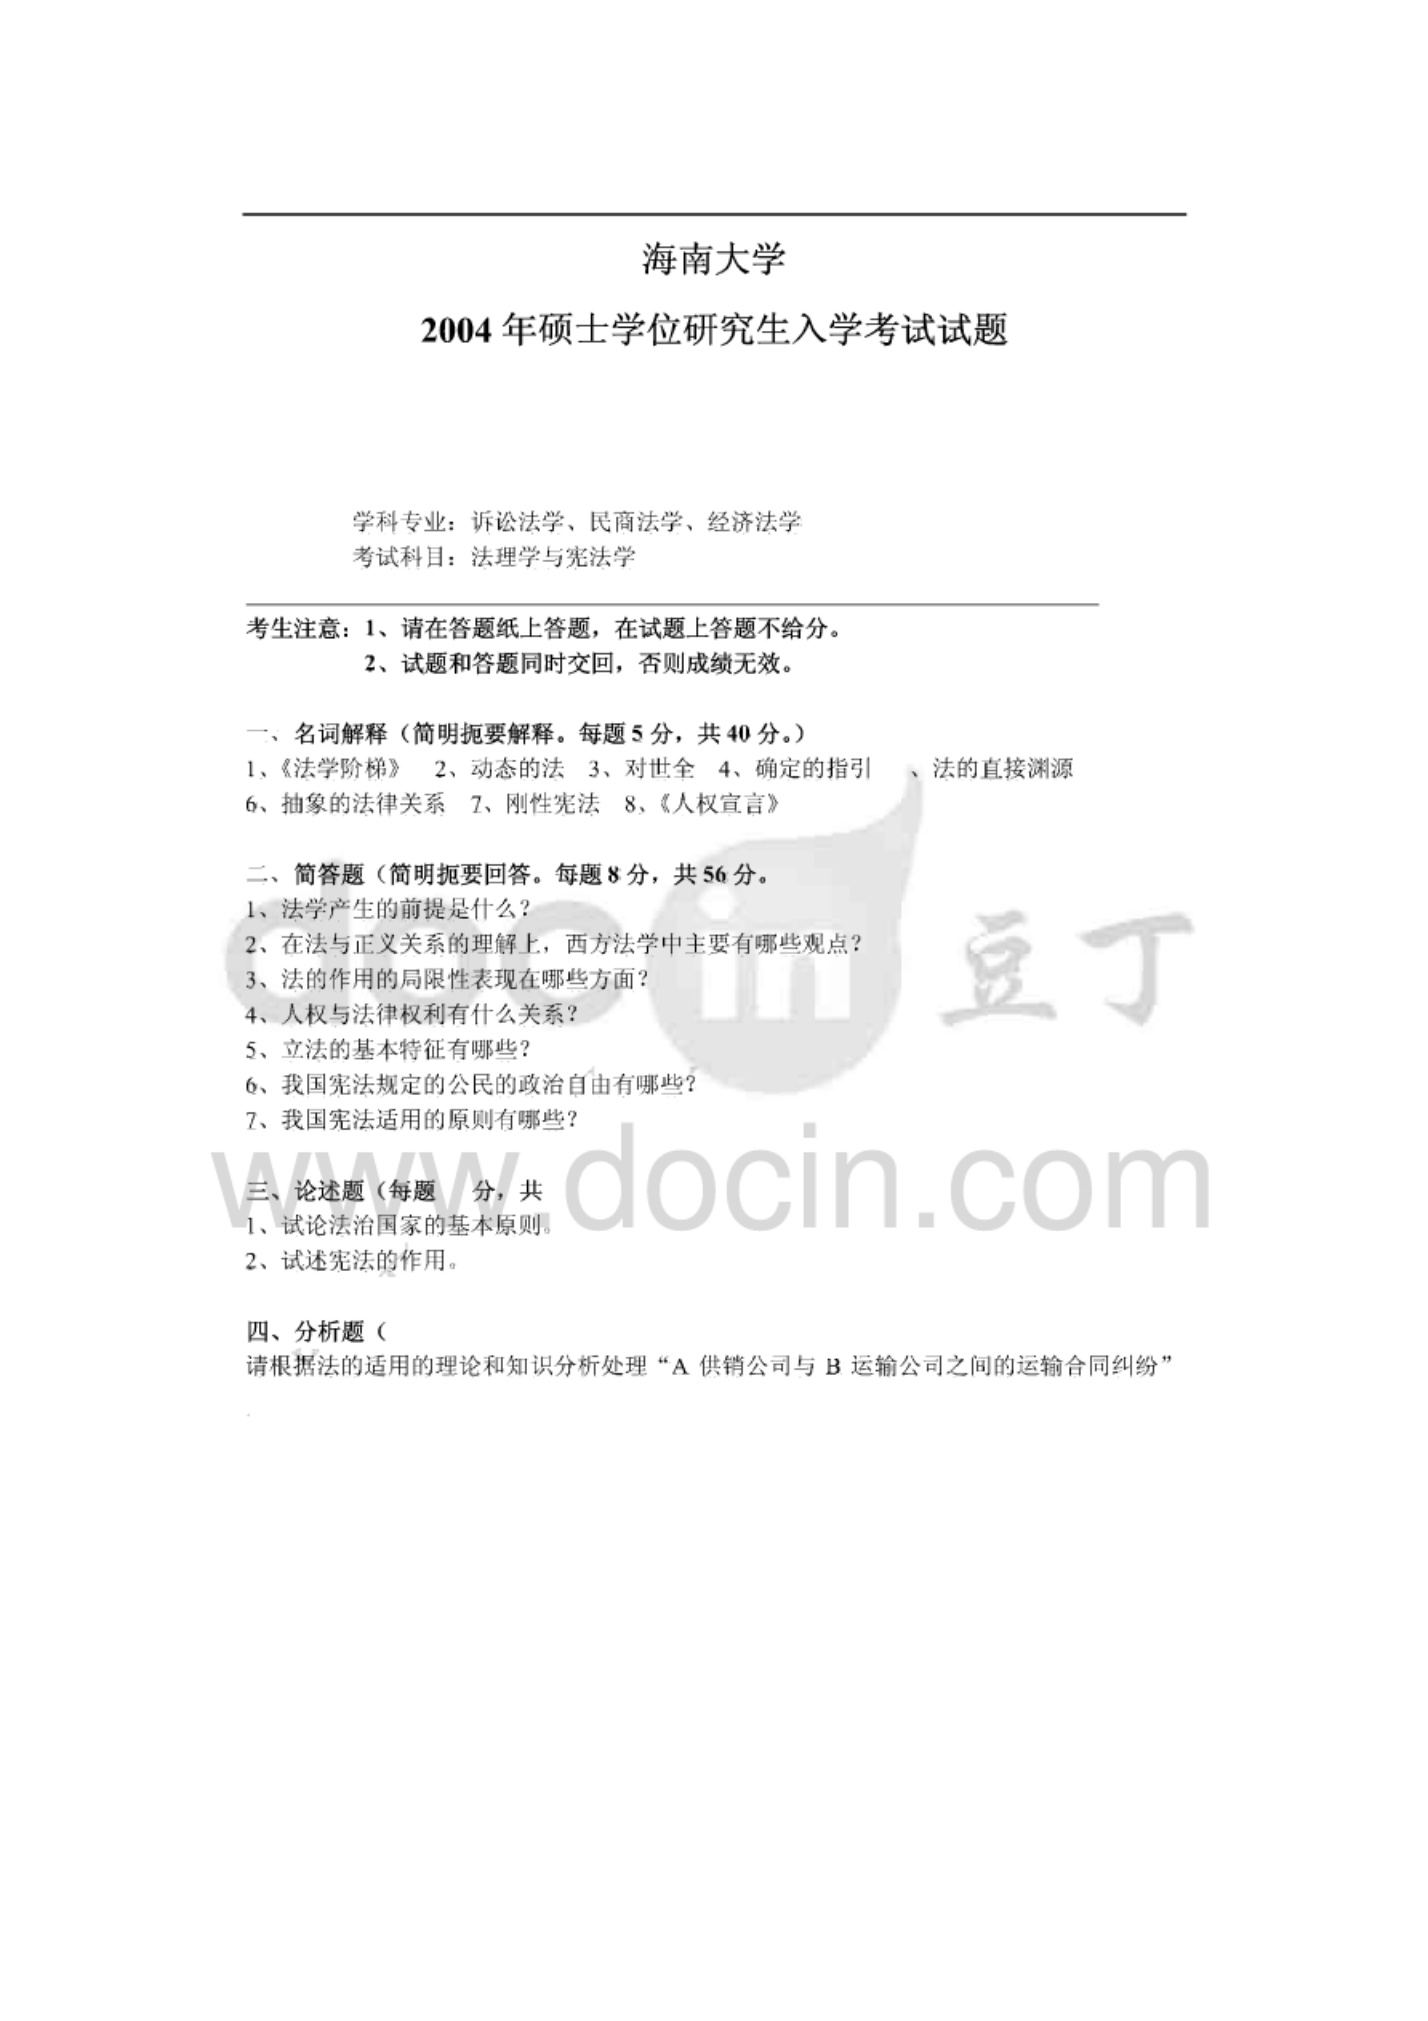 海南大学
2004 年硕士学位研究生入学考试试题
学科专业：诉讼法学、民商法学、经济法学
考试科目：法理学与宪法学
考生注意：1、请在答题纸上答题，在试题上答题不给分。
2、试题和答题同时交回，否则成绩无效。
一、名词解释（简明扼要解释。每题 5 分，共 40 分。）
1、《法学阶梯》 2、动态的法 3、对世全 4、确定的指引 、法的直接渊源
6、抽象的法律关系 7、刚性宪法 8、《人权宣言》
二、简答题（简明扼要回答。每题 8 分，共 56 分。
1、法学产生的前提是什么？
2、在法与正义关系的理解上，西方法学中主要有哪些观点？
3、法的作用的局限性表现在哪些方面？
4、人权与法律权利有什么关系？
5、立法的基本特征有哪些？
6、我国宪法规定的公民的政治自由有哪些？
7、我国宪法适用的原则有哪些？
三、论述题（每题 分，共
1、试论法治国家的基本原则。
2、试述宪法的作用。
四、分析题（
请根据法的适用的理论和知识分析处理“A 供销公司与 B 运输公司之间的运输合同纠纷”
docin 豆丁
www.docin.com